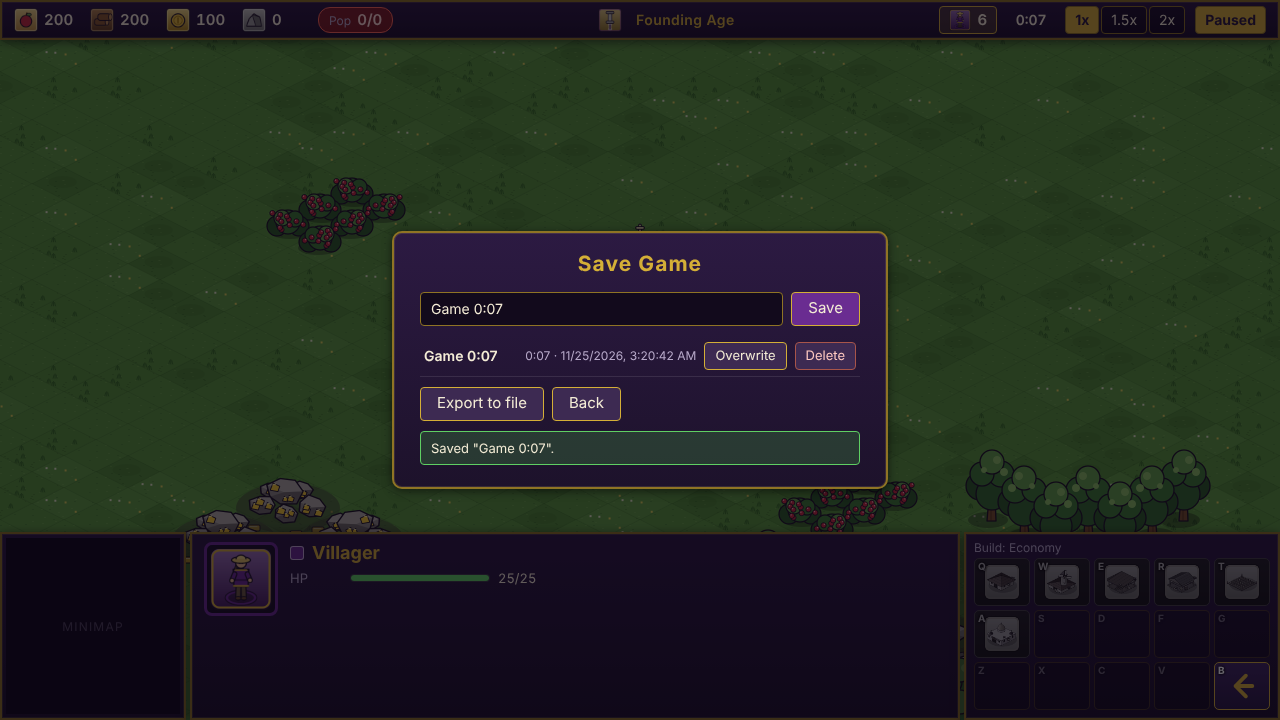 200 200 100 0 Pop 0/0 Founding Age 6 0:07 1x 1.5x 2x Paused
Save Game
Game 0:07 Save
Game 0:07 0:07 · 11/25/2026, 3:20:42 AM Overwrite Delete
Export to file Back
Saved "Game 0:07".
MINIMAP
Villager
HP 25/25
Build: Economy
Q W E R T
A S D F G
Z X C V B